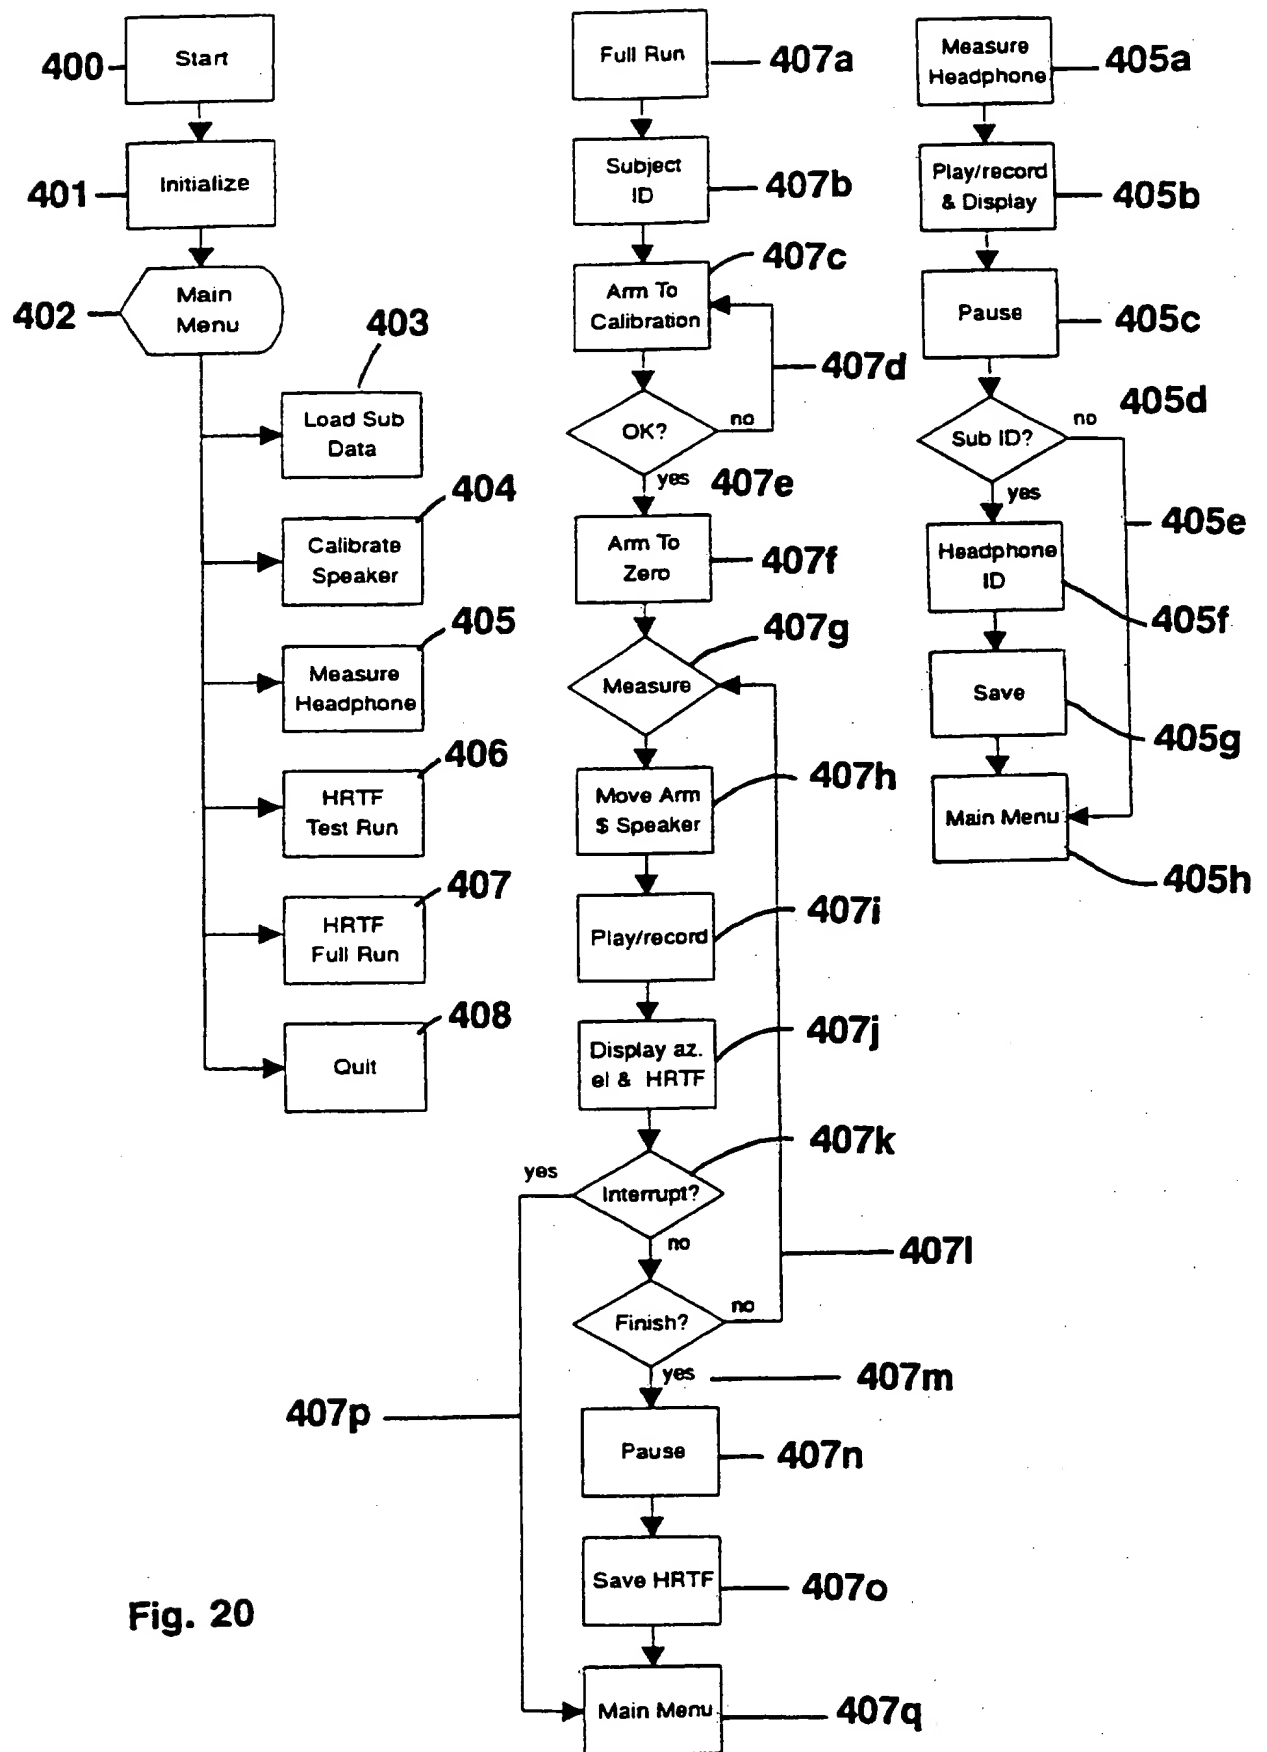 400
Start
401
Initialize
402
Main
Menu
403
Load Sub
Data
404
Calibrate
Speaker
405
Measure
Headphone
406
HRTF
Test Run
407
HRTF
Full Run
408
Quit
Full Run
407a
Subject
ID
407b
407c
Arm To
Calibration
407d
OK?
no
yes
407e
Arm To
Zero
407f
407g
Measure
407h
Move Arm
$ Speaker
407i
Play/record
407j
Display az.
el & HRTF
407k
yes
Interrupt?
no
407l
Finish?
no
yes
407m
407p
Pause
407n
Save HRTF
407o
Main Menu
407q
Measure
Headphone
405a
Play/record
& Display
405b
Pause
405c
405d
Sub ID?
no
yes
405e
Headphone
ID
405f
Save
405g
Main Menu
405h
Fig. 20